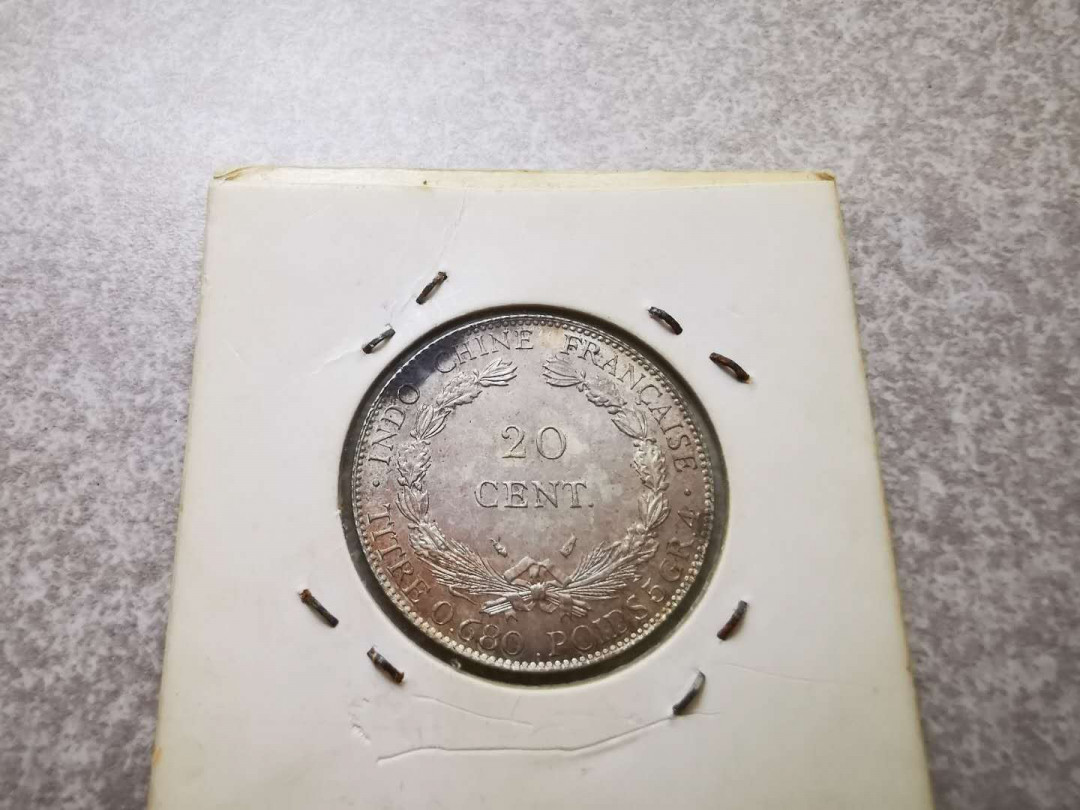 INDO CHINE FRANÇAISE
20
CENT.
TITRE 0.680 . POIDS 5 GR.4